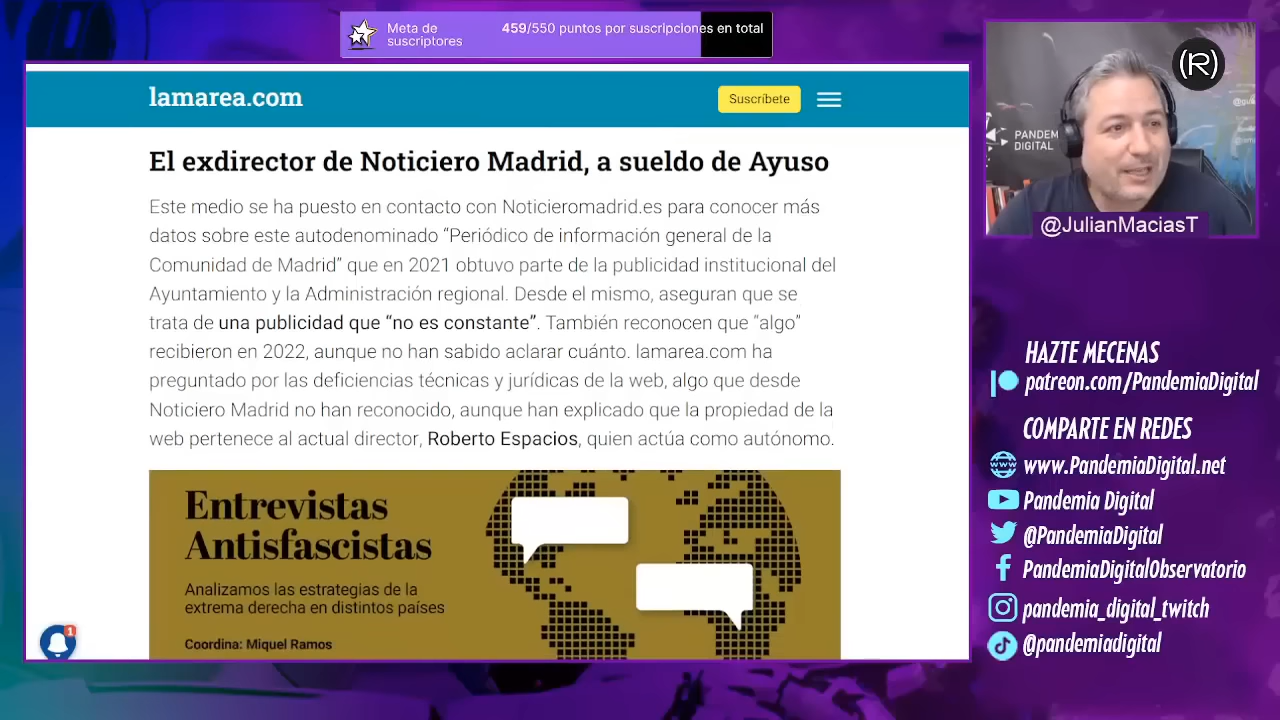 Meta de
suscriptores
459/550 puntos por suscripciones en total
lamarea.com
Suscríbete
El exdirector de Noticiero Madrid, a sueldo de Ayuso
Este medio se ha puesto en contacto con Noticieromadrid.es para conocer más
datos sobre este autodenominado “Periódico de información general de la
Comunidad de Madrid” que en 2021 obtuvo parte de la publicidad institucional del
Ayuntamiento y la Administración regional. Desde el mismo, aseguran que se
trata de una publicidad que “no es constante”. También reconocen que “algo”
recibieron en 2022, aunque no han sabido aclarar cuánto. lamarea.com ha
preguntado por las deficiencias técnicas y jurídicas de la web, algo que desde
Noticiero Madrid no han reconocido, aunque han explicado que la propiedad de la
web pertenece al actual director, Roberto Espacios, quien actúa como autónomo.
Entrevistas
Antisfascistas
Analizamos las estrategias de la
extrema derecha en distintos países
Coordina: Miquel Ramos
1
(R)
PANDEM
DIGITAL
@JulianMaciasT
HAZTE MECENAS
patreon.com/PandemiaDigital
COMPARTE EN REDES
www.PandemiaDigital.net
Pandemia Digital
@PandemiaDigital
PandemiaDigitalObservatorio
pandemia_digital_twitch
@pandemiadigital